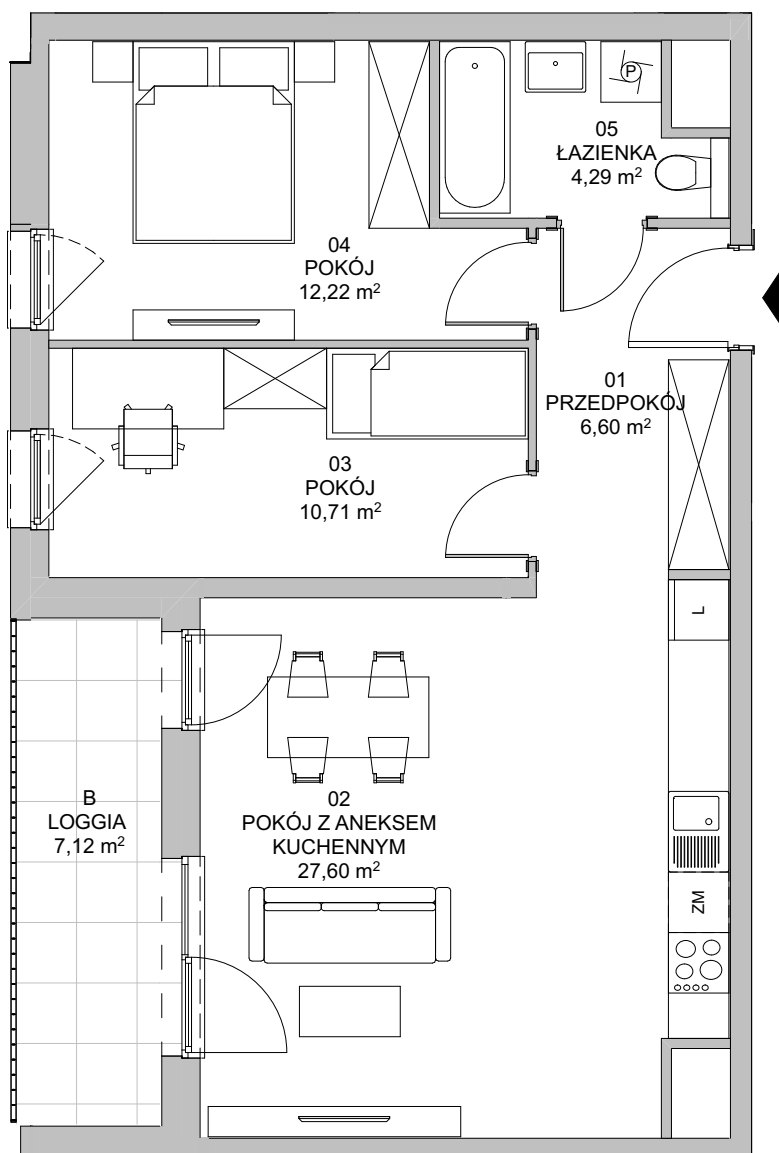 P
05
ŁAZIENKA
4,29 m²
04
POKÓJ
12,22 m²
01
PRZEDPOKÓJ
6,60 m²
03
POKÓJ
10,71 m²
L
B
LOGGIA
7,12 m²
02
POKÓJ Z ANEKSEM
KUCHENNYM
27,60 m²
ZM